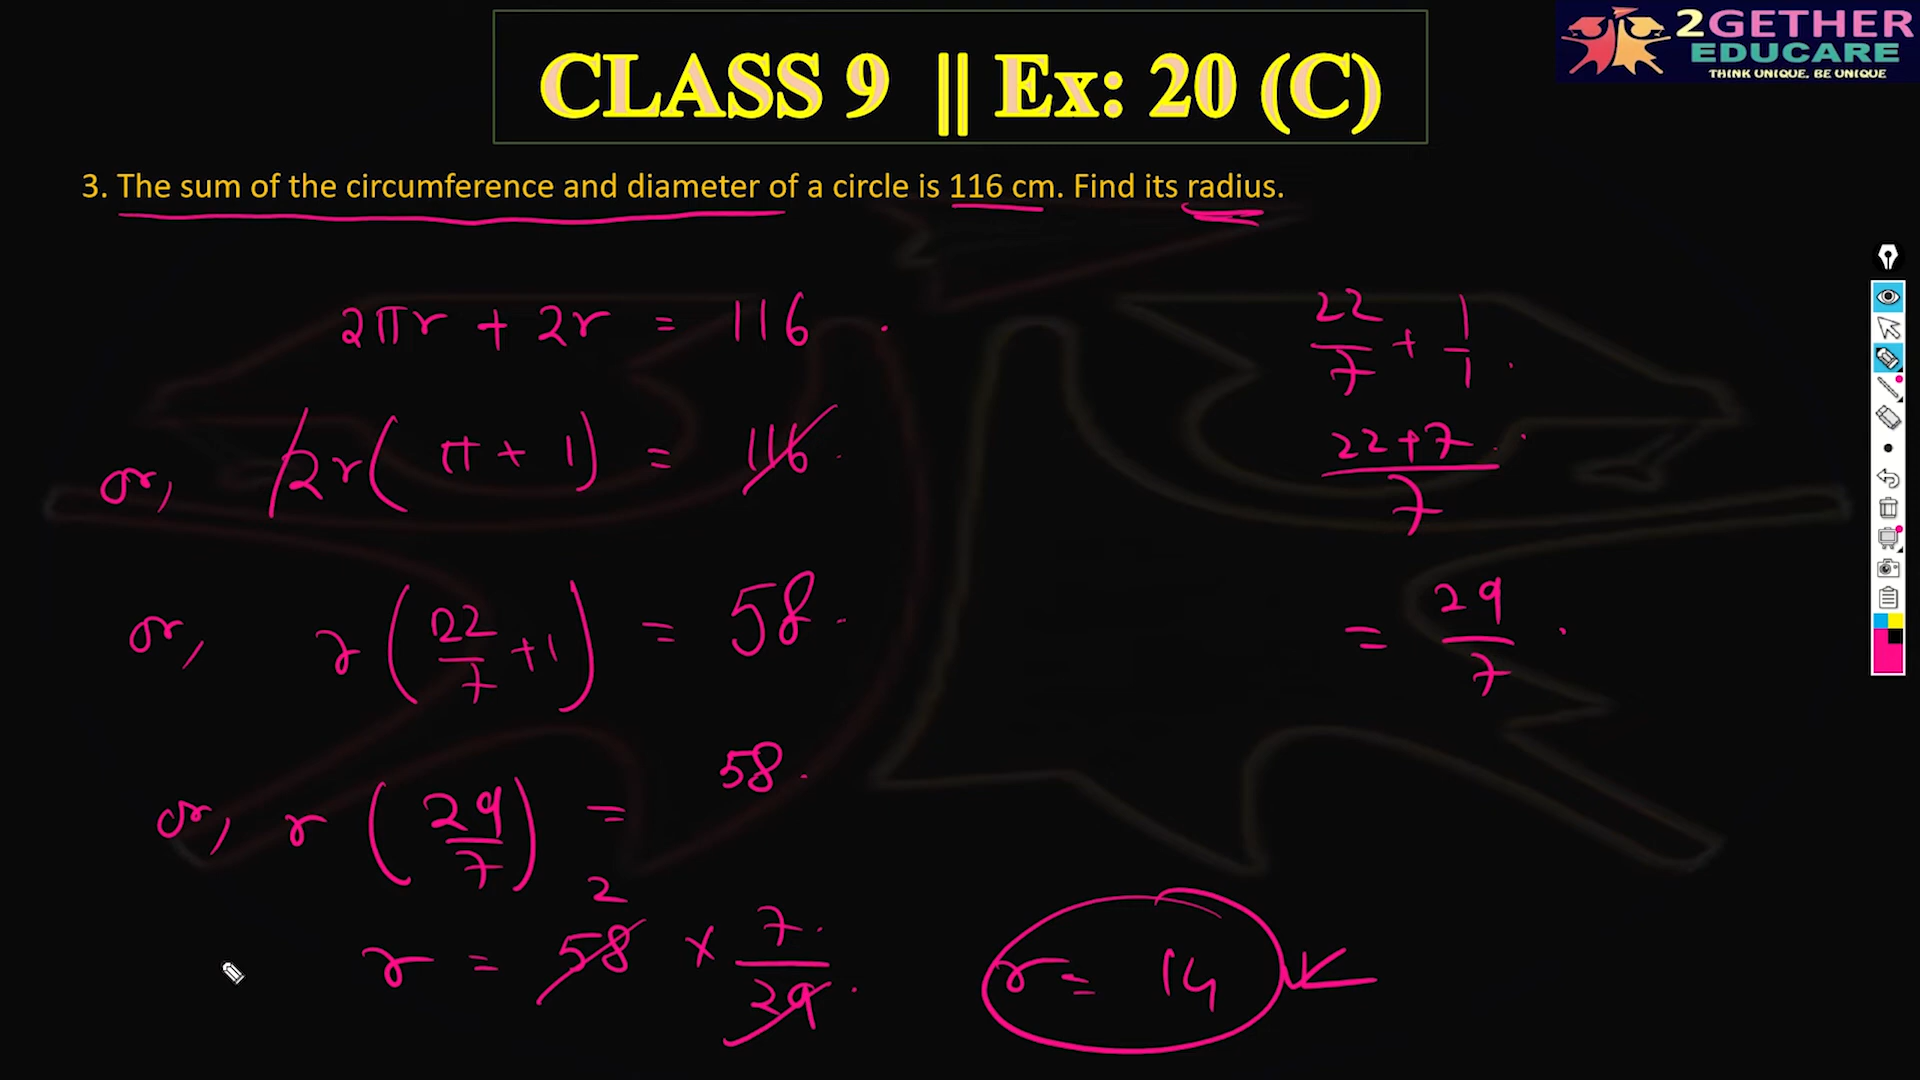 2GETHER
EDUCARE
THINK UNIQUE. BE UNIQUE
CLASS 9 || Ex: 20 (C)
3. The sum of the circumference and diameter of a circle is 116 cm. Find its radius.
2πr + 2r = 116
or, 2r(π + 1) = 116
or, r(22/7 + 1) = 58
or, r(29/7) = 58
2
r = 58 × 7/29
r = 14
22/7 + 1/1
22+7/7
= 29/7